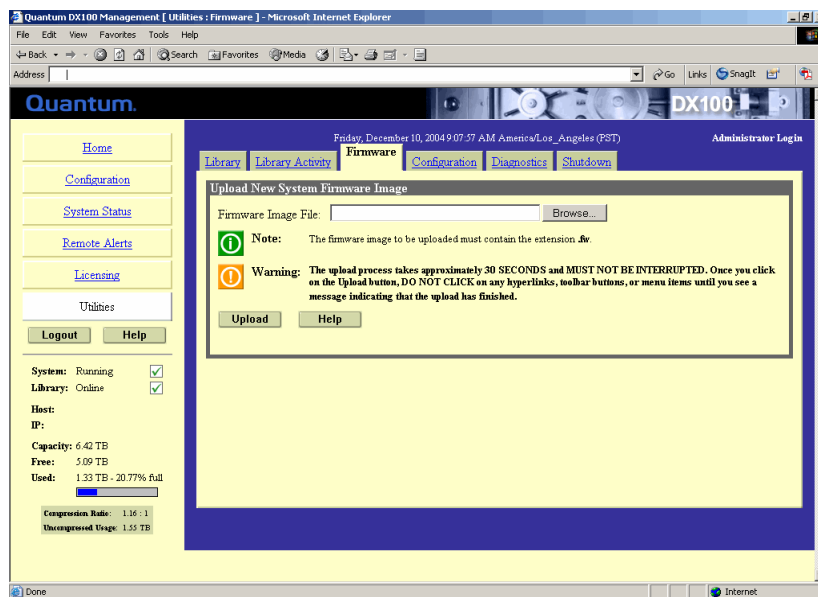 Quantum DX100 Management [ Utilities : Firmware ] - Microsoft Internet Explorer
File Edit View Favorites Tools Help
Back Search Favorites Media
Address Go Links SnagIt
Quantum. DX100
Friday, December 10, 2004 9:07:57 AM America/Los_Angeles (PST) Administrator Login
Library Library Activity Firmware Configuration Diagnostics Shutdown
Home
Configuration
System Status
Remote Alerts
Licensing
Utilities
Logout Help
System: Running
Library: Online
Host:
IP:
Capacity: 6.42 TB
Free: 5.09 TB
Used: 1.33 TB - 20.77% full
Compression Ratio: 1.16 : 1
Uncompressed Usage: 1.55 TB
Upload New System Firmware Image
Firmware Image File: Browse...
Note: The firmware image to be uploaded must contain the extension .fw.
Warning: The upload process takes approximately 30 SECONDS and MUST NOT BE INTERRUPTED. Once you click
on the Upload button, DO NOT CLICK on any hyperlinks, toolbar buttons, or menu items until you see a
message indicating that the upload has finished.
Upload Help
Done Internet